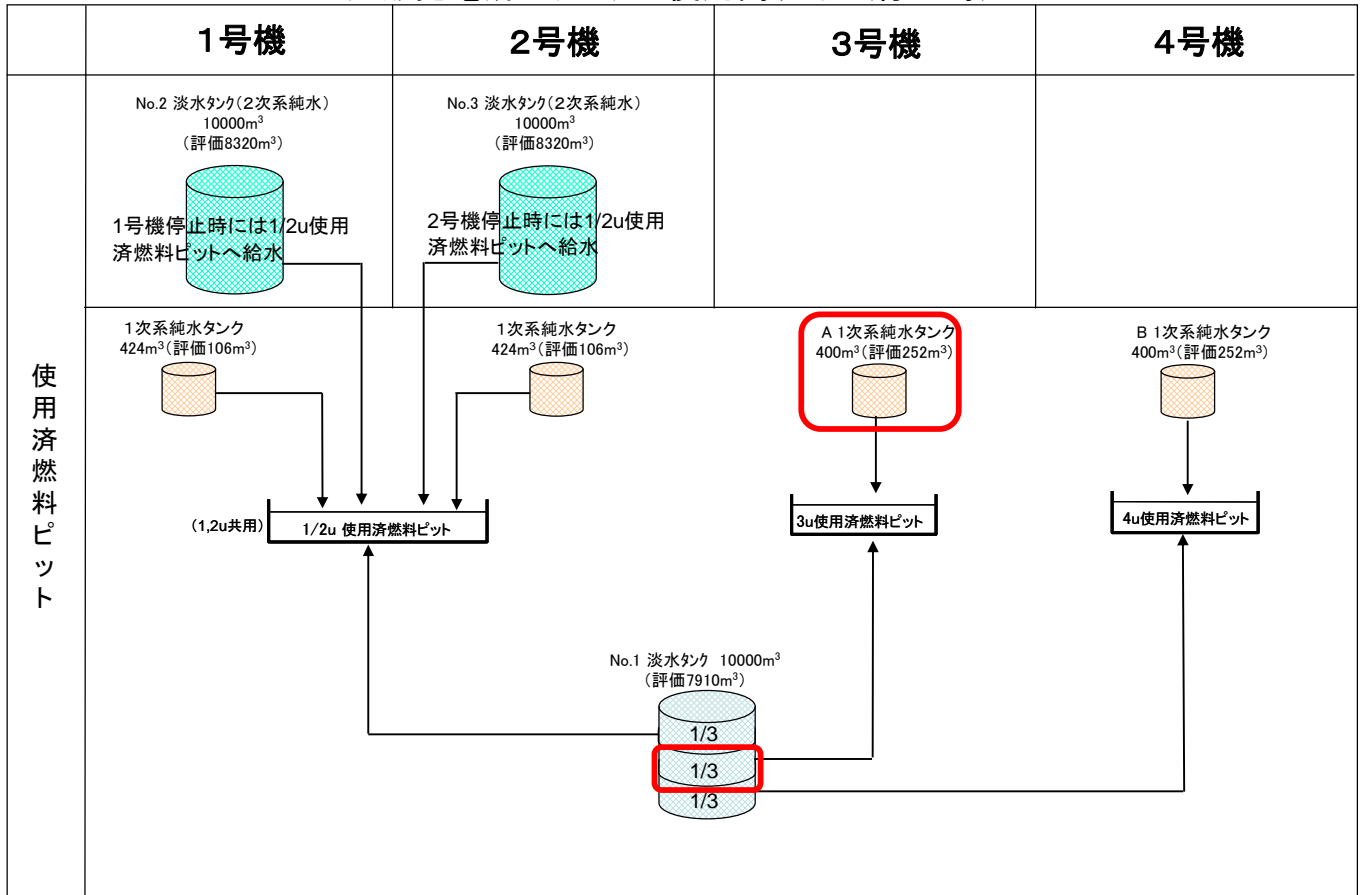 1号機
2号機
3号機
4号機
No.2 淡水タンク(2次系純水)
10000m³
(評価8320m³)
1号機停止時には1/2u使用
済燃料ピットへ給水
No.3 淡水タンク(2次系純水)
10000m³
(評価8320m³)
2号機停止時には1/2u使用
済燃料ピットへ給水
使用済燃料ピット
1次系純水タンク
424m³(評価106m³)
1次系純水タンク
424m³(評価106m³)
A 1次系純水タンク
400m³(評価252m³)
B 1次系純水タンク
400m³(評価252m³)
(1,2u共用)
1/2u 使用済燃料ピット
3u使用済燃料ピット
4u使用済燃料ピット
No.1 淡水タンク 10000m³
(評価7910m³)
1/3
1/3
1/3